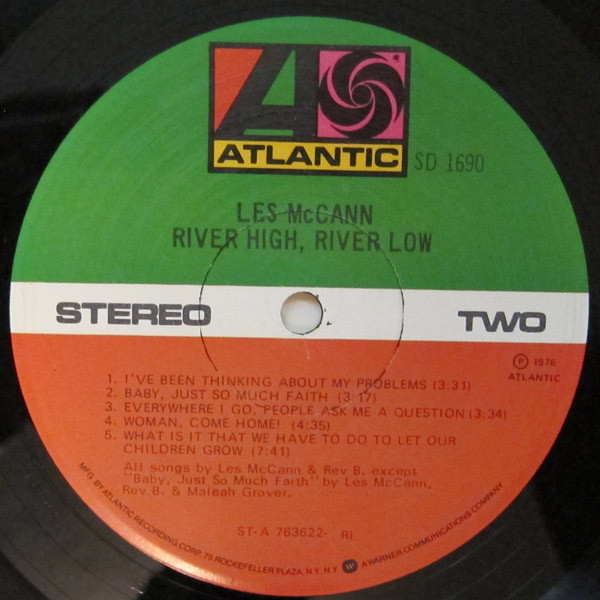 ATLANTIC
SD 1690
LES McCANN
RIVER HIGH, RIVER LOW
STEREO
TWO
℗ 1976
ATLANTIC
1. I'VE BEEN THINKING ABOUT MY PROBLEMS (3:31)
2. BABY, JUST SO MUCH FAITH (3:17)
3. EVERYWHERE I GO, PEOPLE ASK ME A QUESTION (3:34)
4. WOMAN, COME HOME! (4:35)
5. WHAT IS IT THAT WE HAVE TO DO TO LET OUR
CHILDREN GROW (7:41)
All songs by Les McCann & Rev B. except
"Baby, Just So Much Faith" by Les McCann,
Rev B. & Maleah Grover.
ST-A 763622- RI
MFG. BY ATLANTIC RECORDING CORP. 75 ROCKEFELLER PLAZA, N.Y. N.Y. W A WARNER COMMUNICATIONS COMPANY